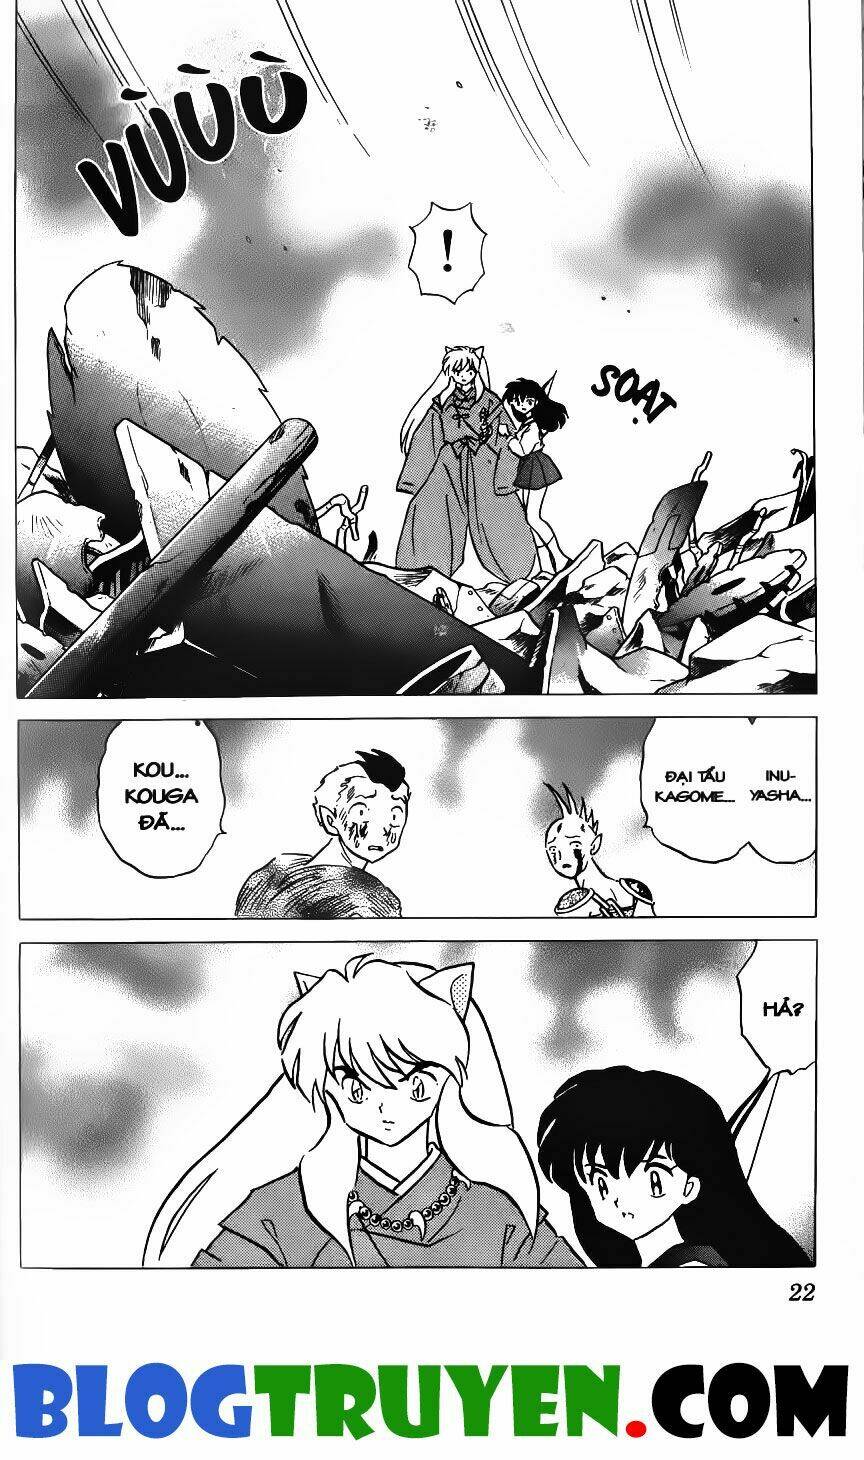 VÙÙÙ
!
SOẠT
INU-
YASHA...
ĐẠI TẨU
KAGOME...
KOU...
KOUGA
ĐÃ...
HẢ?
22
BLOGTRUYEN.COM